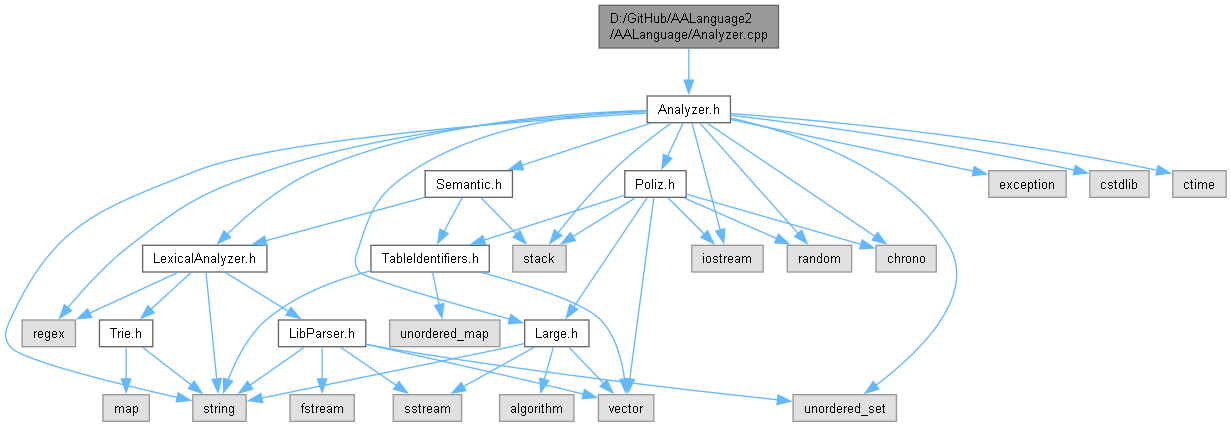 D:/GitHub/AALanguage2
/AALanguage/Analyzer.cpp
Analyzer.h
Semantic.h
Poliz.h
exception
cstdlib
ctime
LexicalAnalyzer.h
TableIdentifiers.h
stack
iostream
random
chrono
regex
Trie.h
LibParser.h
unordered_map
Large.h
map
string
fstream
sstream
algorithm
vector
unordered_set